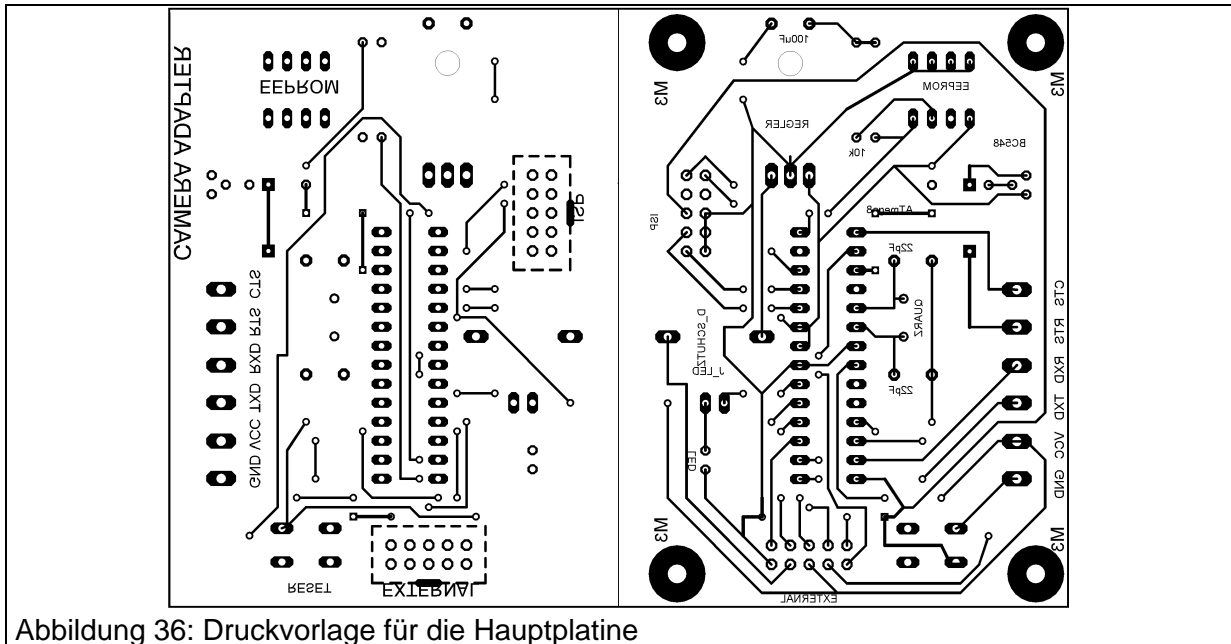 CAMERA ADAPTER
EEPROM
ISP
CTS
RTS
RXD
TXD
VCC
GND
RESET
EXTERNAL
M3
100uF
M3
EEPROM
REGLER
10k
BC548
ISP
ATmega8
22pF
QUARZ
D_SCHUTZ
J_LED
22pF
LED
CTS
RTS
RXD
TXD
VCC
GND
M3
M3
EXTERNAL
Abbildung 36: Druckvorlage für die Hauptplatine